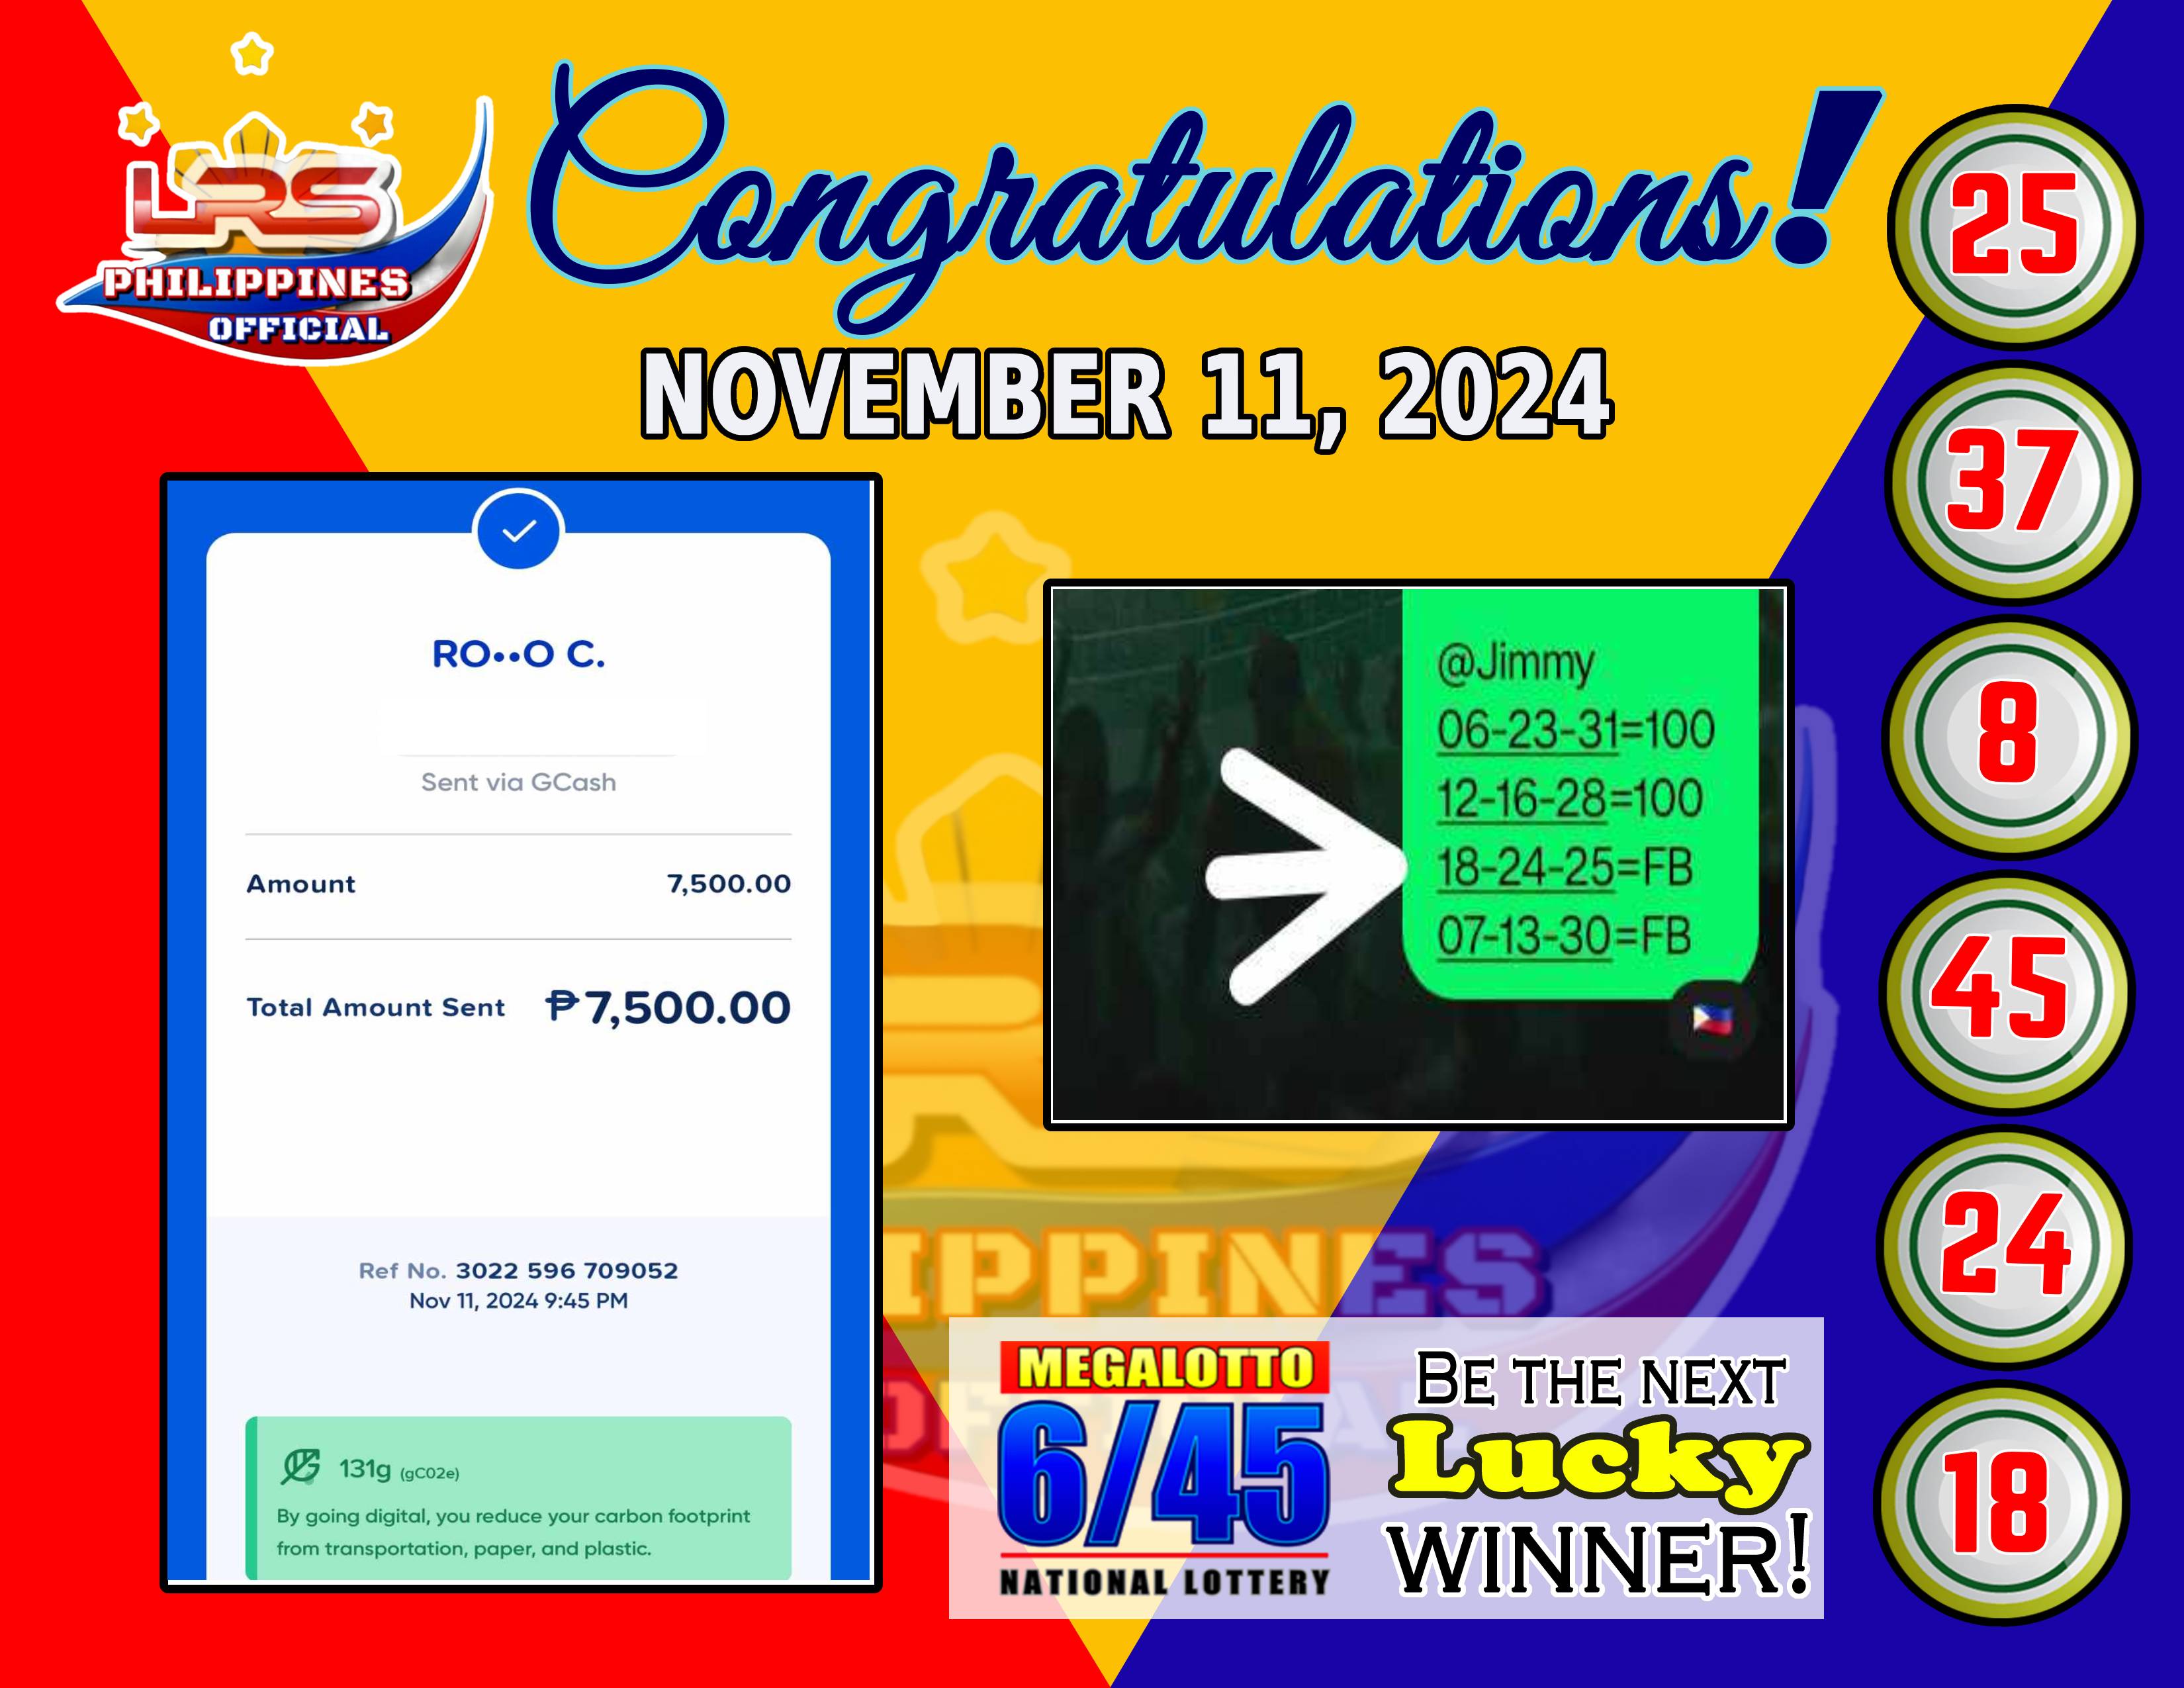 LRS
PHILIPPINES
OFFICIAL
Congratulations!
NOVEMBER 11, 2024
RO••O C.
Sent via GCash
Amount 7,500.00
Total Amount Sent ₱7,500.00
Ref No. 3022 596 709052
Nov 11, 2024 9:45 PM
131g (gC02e)
By going digital, you reduce your carbon footprint
from transportation, paper, and plastic.
@Jimmy
06-23-31=100
12-16-28=100
18-24-25=FB
07-13-30=FB
IPPINES
MEGALOTTO
6/45
NATIONAL LOTTERY
BE THE NEXT
Lucky
WINNER!
25
37
8
45
24
18